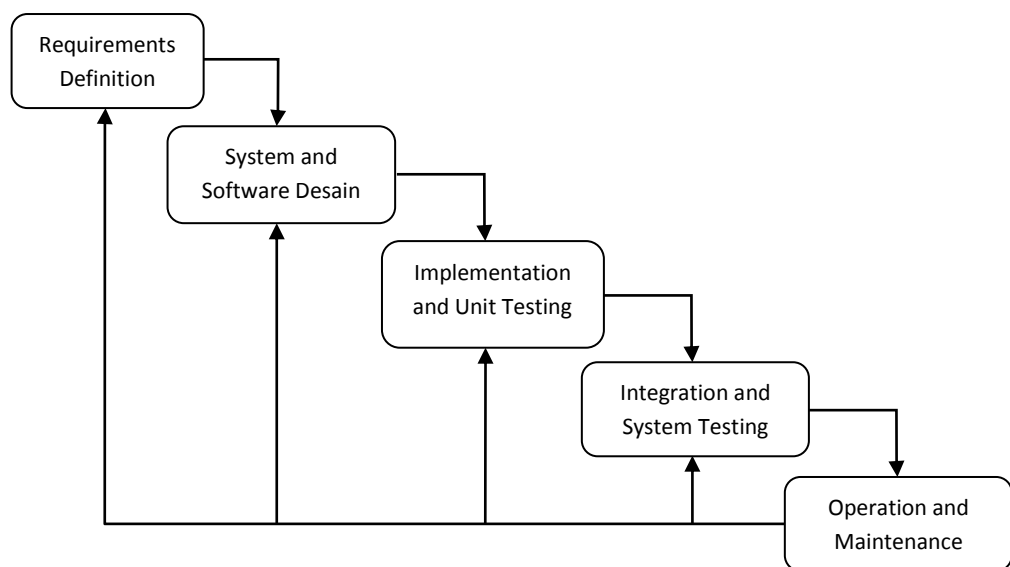 Requirements
Definition
System and
Software Desain
Implementation
and Unit Testing
Integration and
System Testing
Operation and
Maintenance